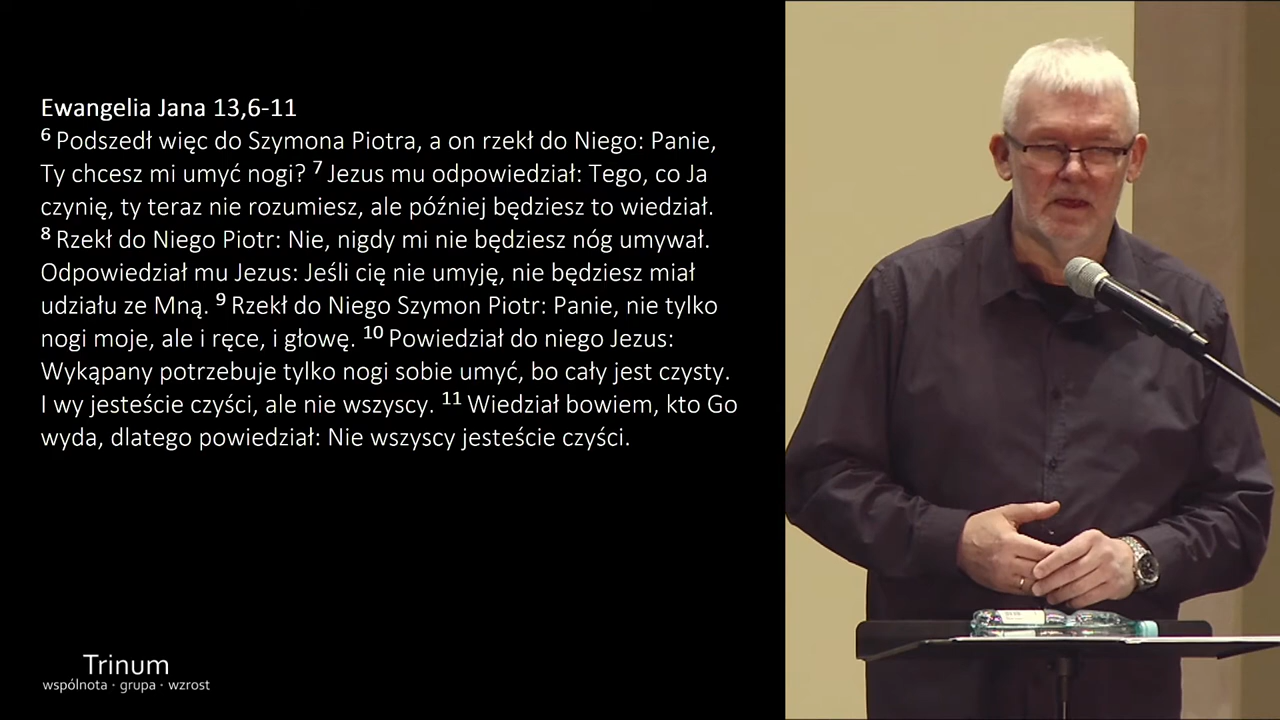 Ewangelia Jana 13,6-11
6 Podszedł więc do Szymona Piotra, a on rzekł do Niego: Panie,
Ty chcesz mi umyć nogi? 7 Jezus mu odpowiedział: Tego, co Ja
czynię, ty teraz nie rozumiesz, ale później będziesz to wiedział.
8 Rzekł do Niego Piotr: Nie, nigdy mi nie będziesz nóg umywał.
Odpowiedział mu Jezus: Jeśli cię nie umyję, nie będziesz miał
udziału ze Mną. 9 Rzekł do Niego Szymon Piotr: Panie, nie tylko
nogi moje, ale i ręce, i głowę. 10 Powiedział do niego Jezus:
Wykąpany potrzebuje tylko nogi sobie umyć, bo cały jest czysty.
I wy jesteście czyści, ale nie wszyscy. 11 Wiedział bowiem, kto Go
wyda, dlatego powiedział: Nie wszyscy jesteście czyści.
Trinum
wspólnota · grupa · wzrost